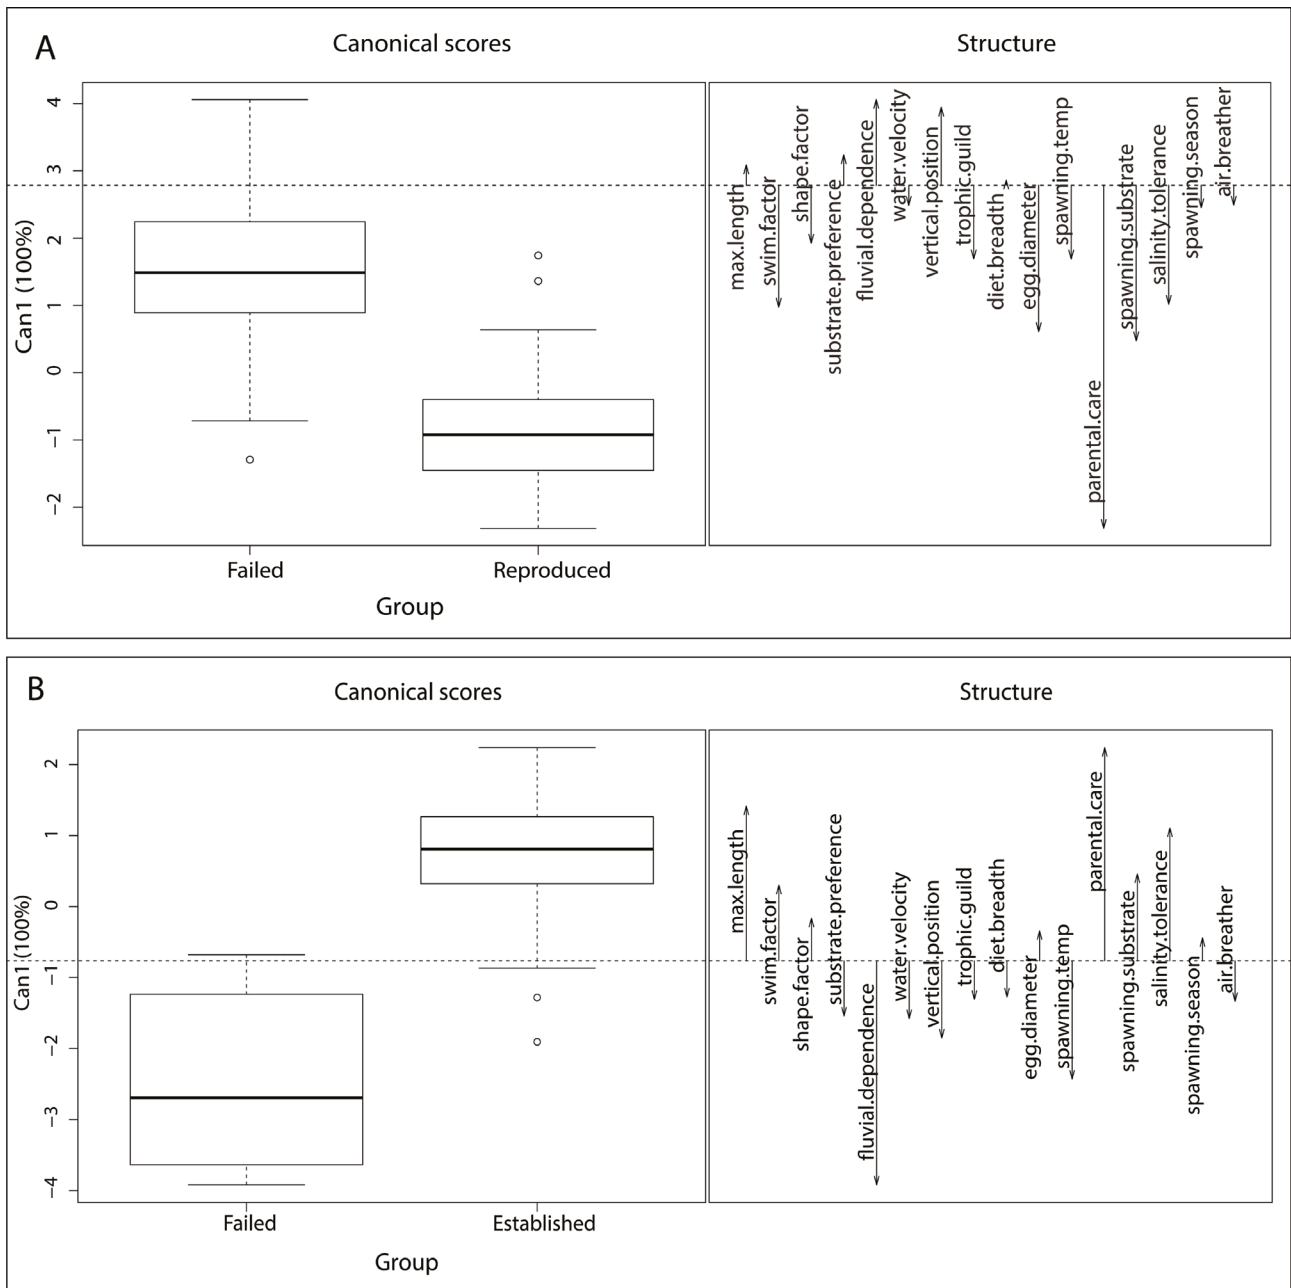 A
Canonical scores
Structure
Can1 (100%)
4
3
2
1
0
−1
−2
Failed
Reproduced
Group
max.length
swim.factor
shape.factor
substrate.preference
fluvial.dependence
water.velocity
vertical.position
trophic.guild
diet.breadth
egg.diameter
spawning.temp
parental.care
spawning.substrate
salinity.tolerance
spawning.season
air.breather
B
Canonical scores
Structure
Can1 (100%)
2
1
0
−1
−2
−3
−4
Failed
Established
Group
max.length
swim.factor
shape.factor
substrate.preference
fluvial.dependence
water.velocity
vertical.position
trophic.guild
diet.breadth
egg.diameter
spawning.temp
parental.care
spawning.substrate
salinity.tolerance
spawning.season
air.breather